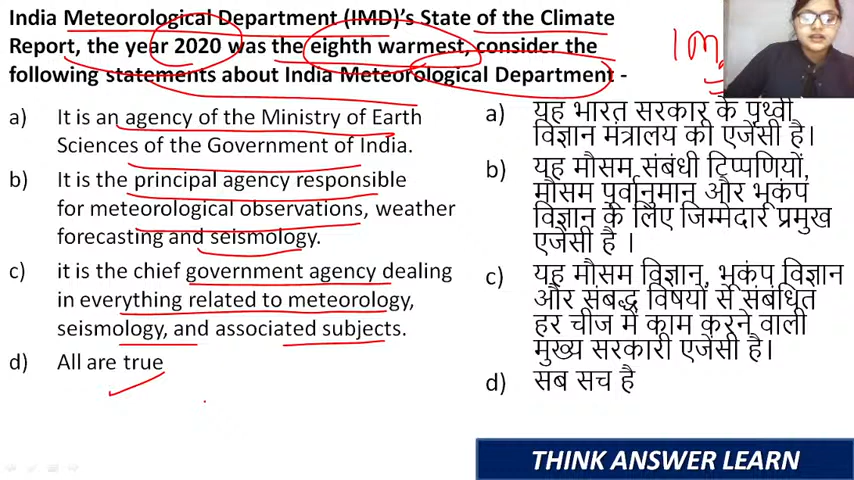 India Meteorological Department (IMD)'s State of the Climate
Report, the year 2020 was the eighth warmest, consider the
following statements about India Meteorological Department -
a) It is an agency of the Ministry of Earth
Sciences of the Government of India.
b) It is the principal agency responsible
for meteorological observations, weather
forecasting and seismology.
c) it is the chief government agency dealing
in everything related to meteorology,
seismology, and associated subjects.
d) All are true
a) यह भारत सरकार के पृथ्वी
विज्ञान मंत्रालय की एजेंसी है।
b) यह मौसम संबंधी टिप्पणियों,
मौसम पूर्वानुमान और भूकंप
विज्ञान के लिए जिम्मेदार प्रमुख
एजेंसी है ।
c) यह मौसम विज्ञान, भूकंप विज्ञान
और संबद्ध विषयों से संबंधित
हर चीज में काम करने वाली
मुख्य सरकारी एजेंसी है।
d) सब सच है
THINK ANSWER LEARN